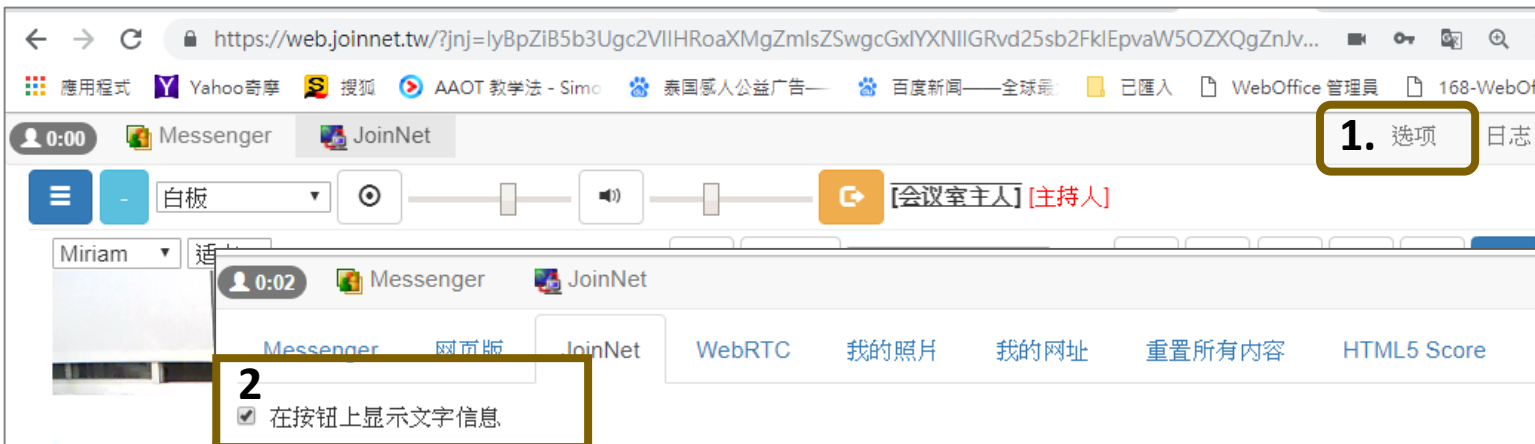 https://web.joinnet.tw/?jnj=IyBpZiB5b3Ugc2VlIHRoaXMgZmlsZSwgcGxlYXNlIGRvd25sb2FkIEpvaW5OZXQgZnJv...
應用程式 Yahoo奇摩 搜狐 AAOT 教学法 - Simo 泰国感人公益广告— 百度新闻——全球最 已匯入 WebOffice 管理員 168-WebOf
0:00 Messenger JoinNet 1. 选项 日志
白板 [会议室主人] [主持人]
Miriam
0:02 Messenger JoinNet
Messenger 网页版 JoinNet WebRTC 我的照片 我的网址 重置所有内容 HTML5 Score
2
在按钮上显示文字信息